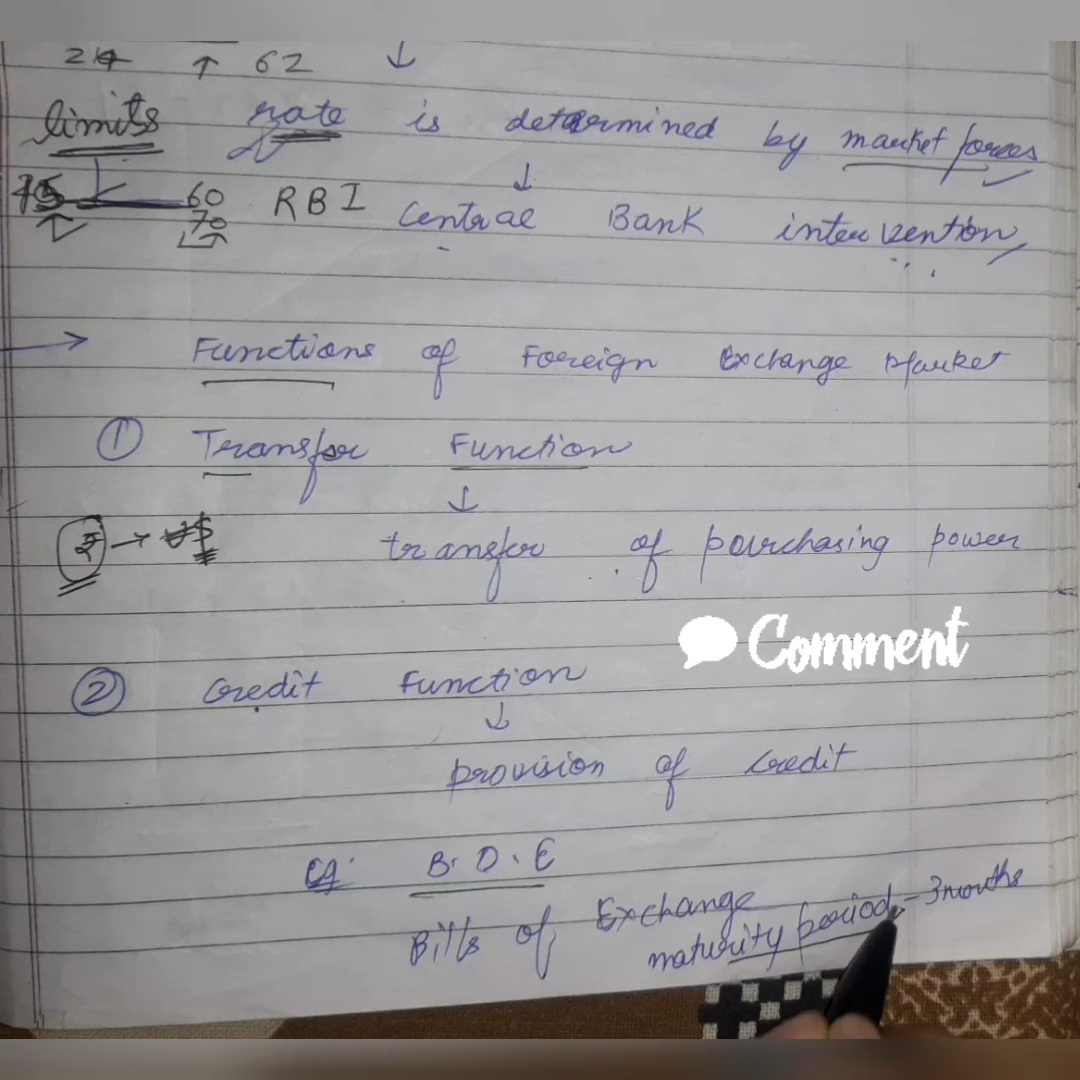 ↑ 62 ↓
limits rate is determined by market forces
↓
60 RBI Central Bank intervention
70
→ Functions of Foreign Exchange Market
① Transfer Function
↓
₹ → $ transfer of purchasing power
Comment
② Credit Function
↓
provision of credit
Eg: B.O.E
Bills of Exchange
maturity period - 3 months